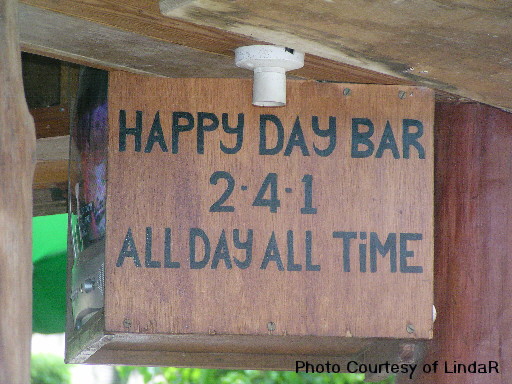 HAPPY DAY BAR
2·4·1
ALL DAY ALL TiME
Photo Courtesy of LindaR